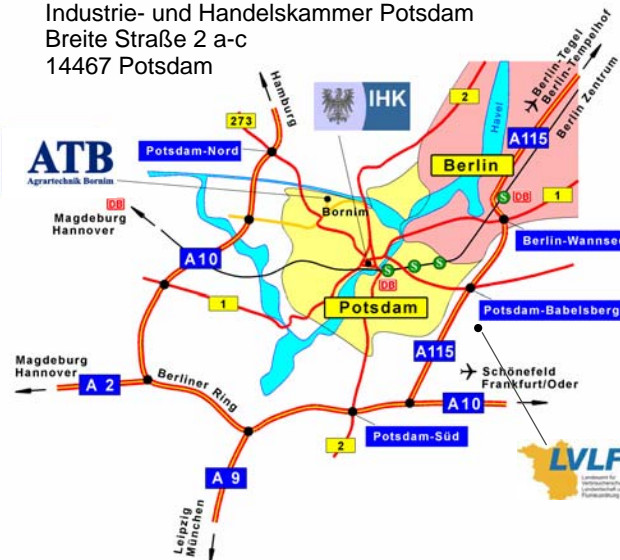 Industrie- und Handelskammer Potsdam
Breite Straße 2 a-c
14467 Potsdam
Hamburg
IHK
Berlin-Tegel
Berlin-Tempelhof
Berlin Zentrum
2
Havel
273
A115
ATB
Agrartechnik Bornim
Potsdam-Nord
Berlin
DB
S
DB
1
Bornim
Magdeburg
Hannover
Berlin-Wannsee
A10
S
S
S
DB
1
Potsdam
Potsdam-Babelsberg
A115
Magdeburg
Hannover
Schönefeld
Frankfurt/Oder
A 2
Berliner Ring
A10
2
Potsdam-Süd
A 9
LVLF
Leipzig
München